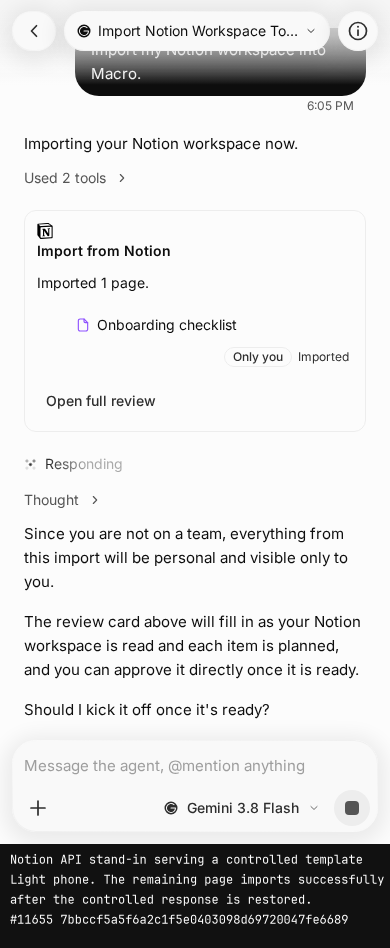 Import Notion Workspace To...
Import my Notion workspace into
Macro.
6:05 PM
Importing your Notion workspace now.
Used 2 tools
Import from Notion
Imported 1 page.
Onboarding checklist
Only you Imported
Open full review
Responding
Thought
Since you are not on a team, everything from
this import will be personal and visible only to
you.
The review card above will fill in as your Notion
workspace is read and each item is planned,
and you can approve it directly once it is ready.
Should I kick it off once it's ready?
Message the agent, @mention anything
Gemini 3.8 Flash
Notion API stand-in serving a controlled template
Light phone. The remaining page imports successfully
after the controlled response is restored.
#11655 7bbccf5a5f6a2c1f5e0403098d69720047fe6689